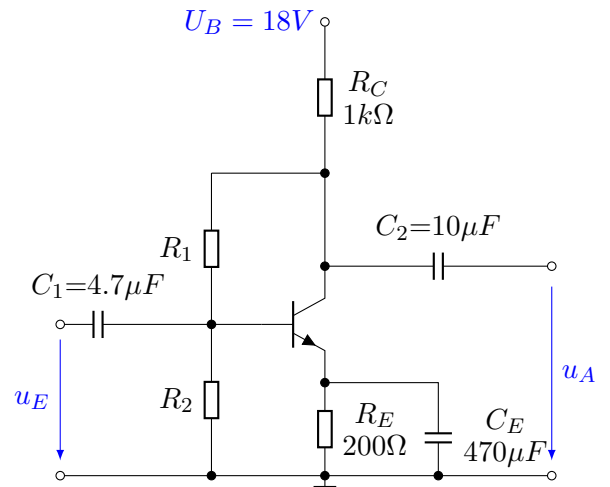 U_B = 18V
R_C
1kΩ
C_2=10μF
R_1
C_1=4.7μF
u_E
u_A
R_2
R_E
200Ω
C_E
470μF